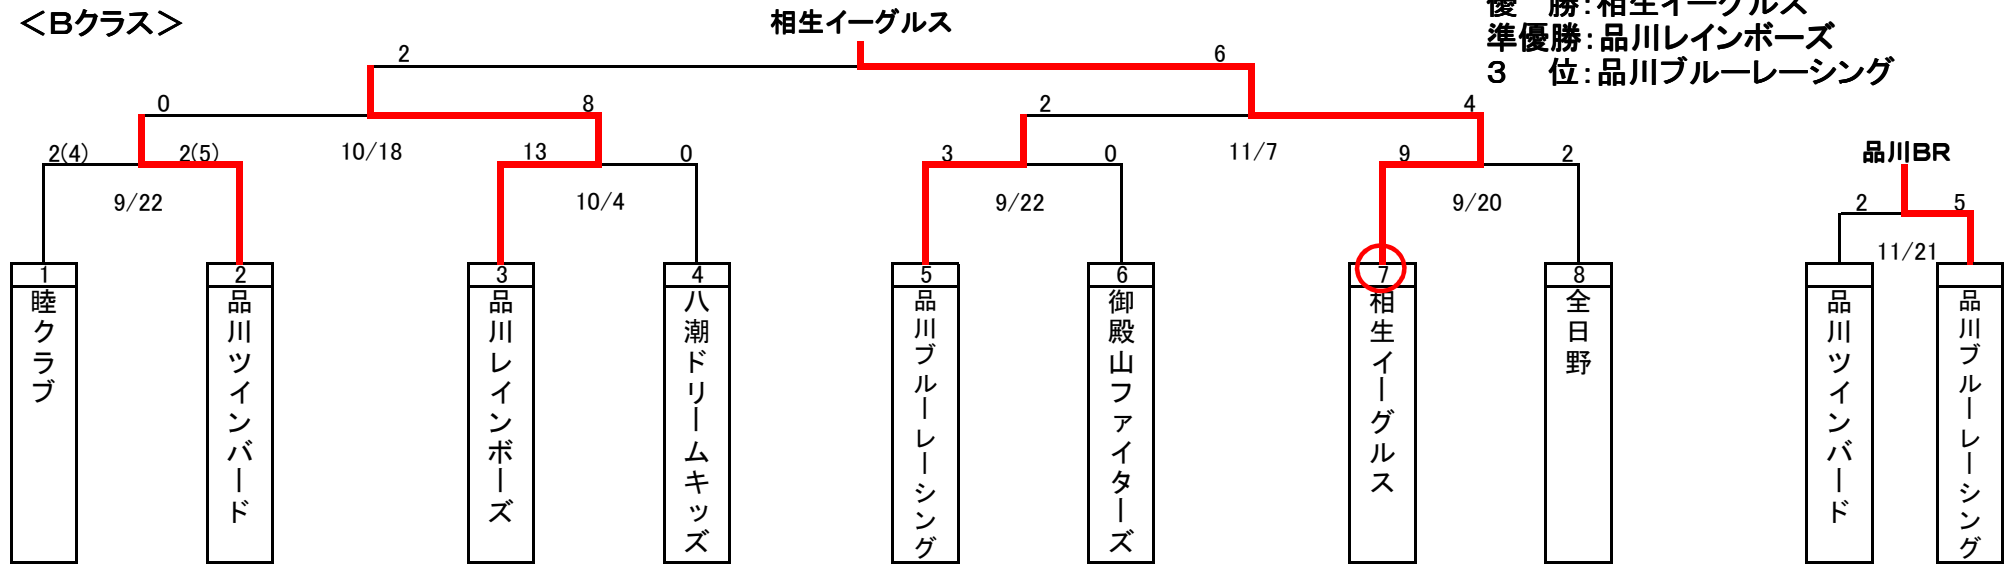 ＜Bクラス＞
相生イーグルス
優　勝：相生イーグルス
準優勝：品川レインボーズ
３　位：品川ブルーレーシング
2
6
0
8
2
4
2(4)
2(5)
10/18
13
0
3
0
11/7
9
2
品川BR
9/22
10/4
9/22
9/20
2
5
11/21
1
2
3
4
5
6
7
8
睦クラブ
品川ツインバード
品川レインボーズ
八潮ドリームキッズ
品川ブルーレーシング
御殿山ファイターズ
相生イーグルス
全日野
品川ツインバード
品川ブルーレーシング